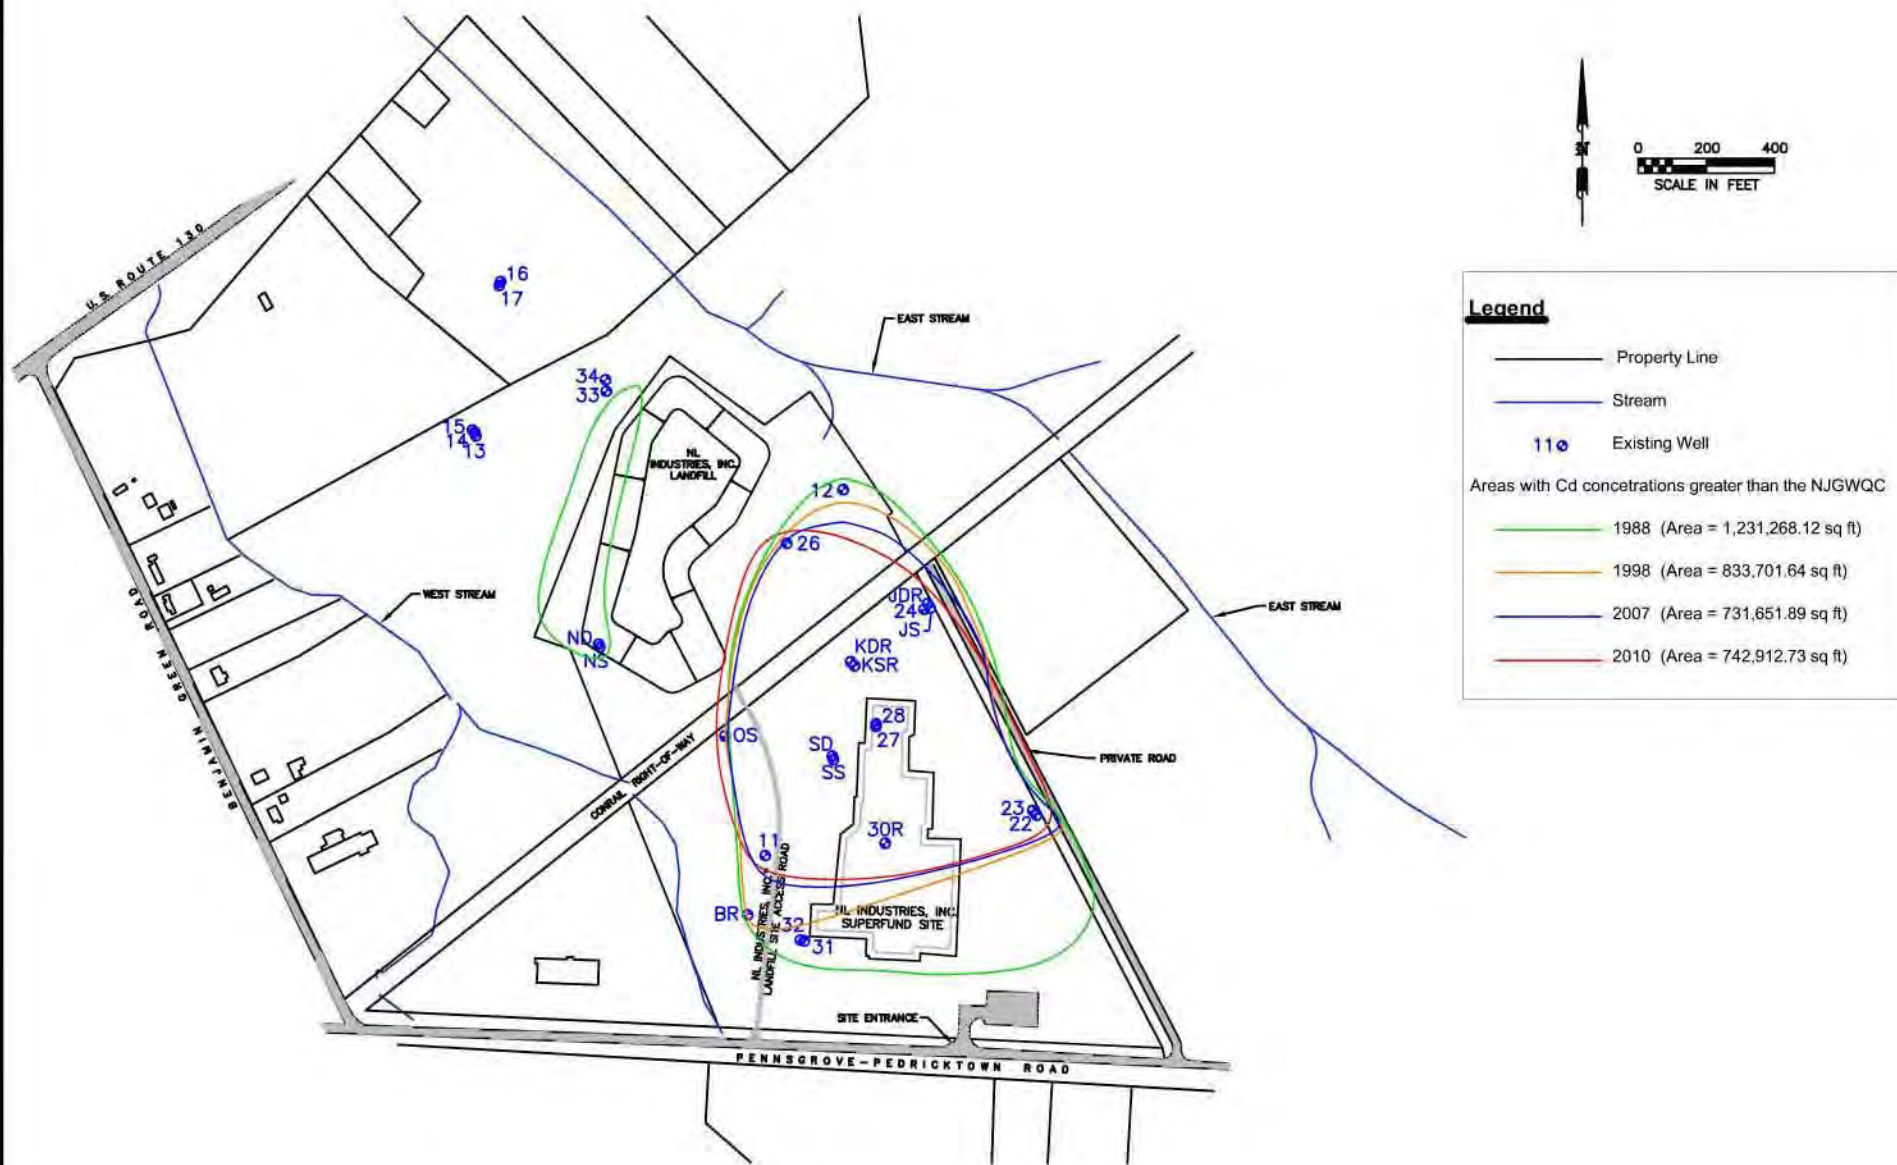 U.S. ROUTE 130
16
17
EAST STREAM
0 200 400
SCALE IN FEET
Legend
Property Line
Stream
11 Existing Well
Areas with Cd concetrations greater than the NJGWQC
1988 (Area = 1,231,268.12 sq ft)
1998 (Area = 833,701.64 sq ft)
2007 (Area = 731,651.89 sq ft)
2010 (Area = 742,912.73 sq ft)
34
33
15
14
13
NL
INDUSTRIES, INC.
LANDFILL
12
26
WEST STREAM
BENJAMIN GREEN ROAD
JDR
24
JS J
EAST STREAM
ND
NS
KDR
KSR
28
27
OS
SD
SS
CONRAIL RIGHT-OF-WAY
PRIVATE ROAD
23
22
30R
11
BR
32
31
NL INDUSTRIES, INC.
LANDFILL SITE ACCESS ROAD
NL INDUSTRIES, INC.
SUPERFUND SITE
SITE ENTRANCE
PENNSGROVE-PEDRICKTOWN ROAD